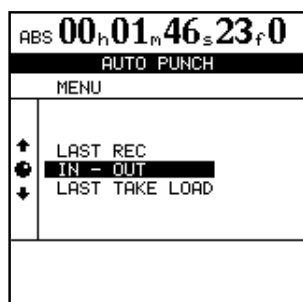 ABS 00h01m46s23f0
AUTO PUNCH
MENU
LAST REC
IN - OUT
LAST TAKE LOAD